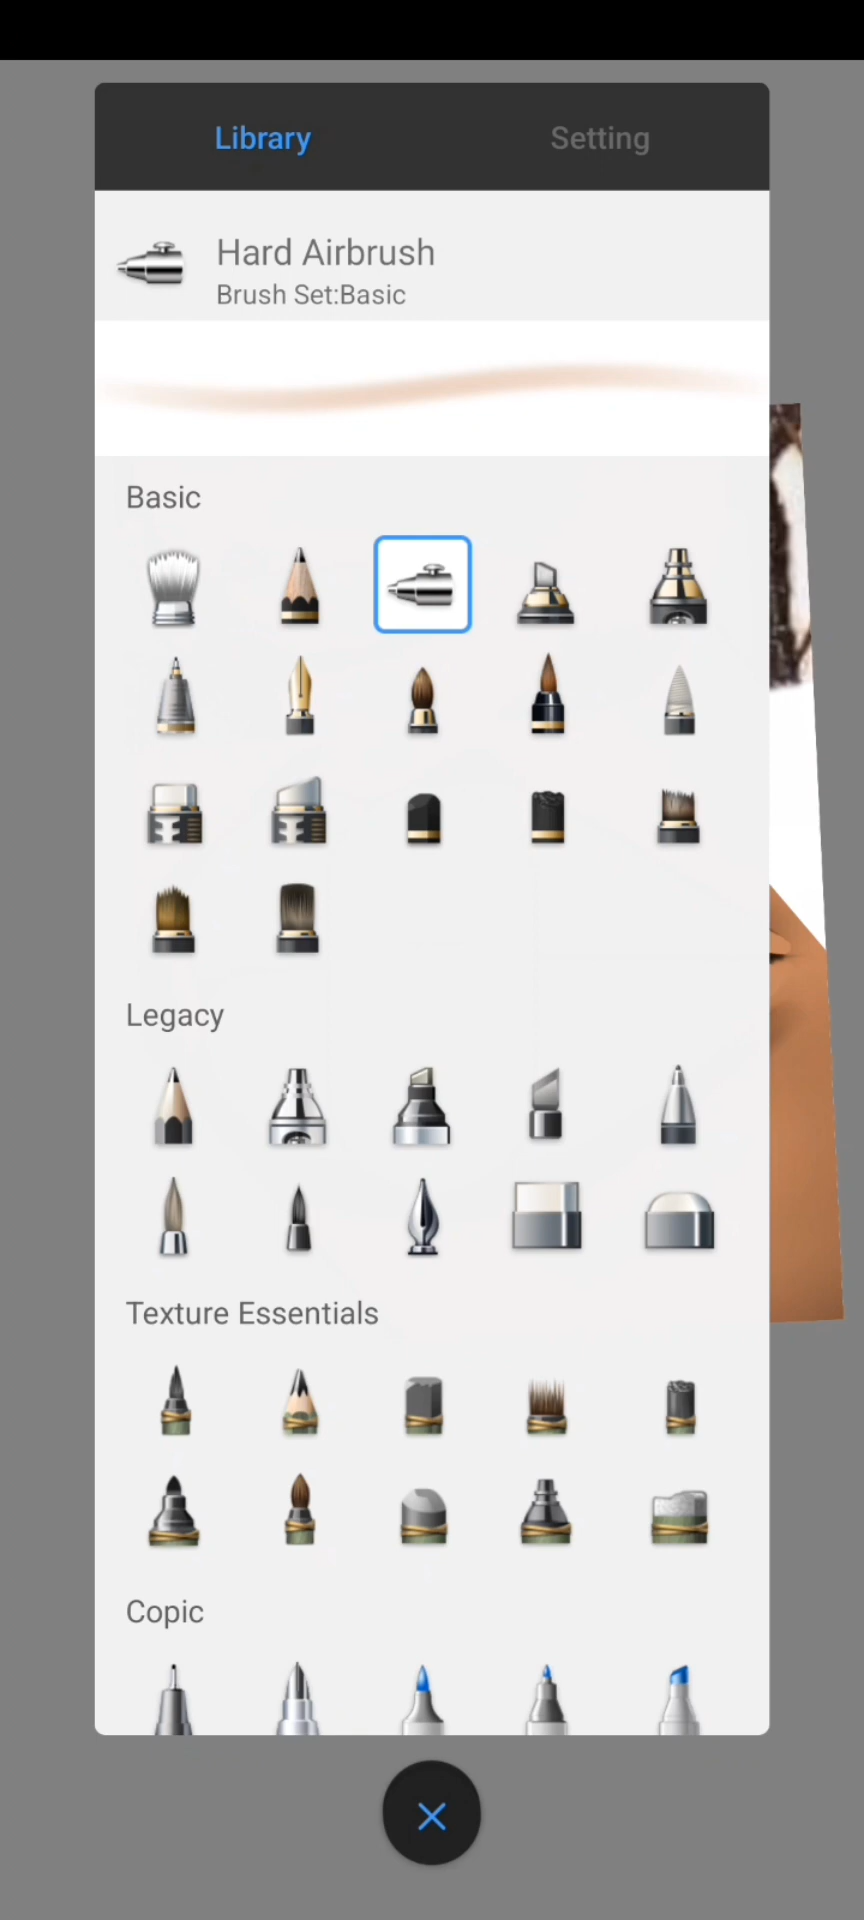 Library
Setting
Hard Airbrush
Brush Set:Basic
Basic
Legacy
Texture Essentials
Copic